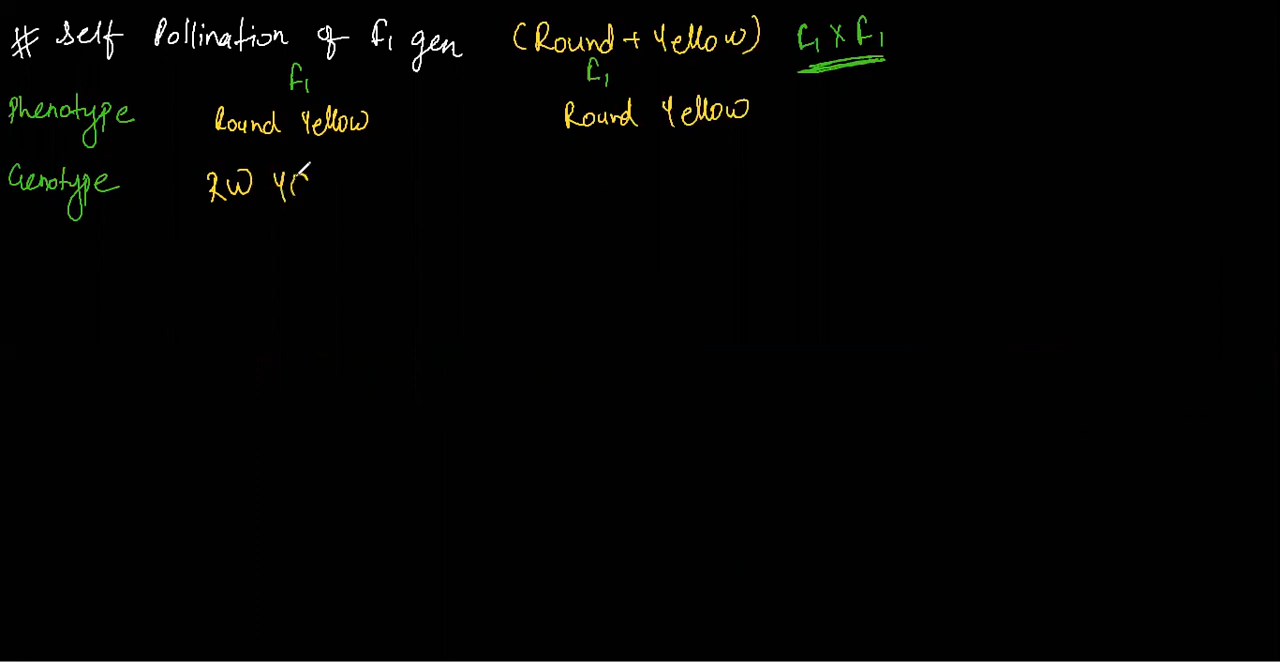 # Self Pollination of F1 gen (Round + Yellow) F1 X F1
F1 F1
Phenotype Round Yellow Round Yellow
Genotype RW Y